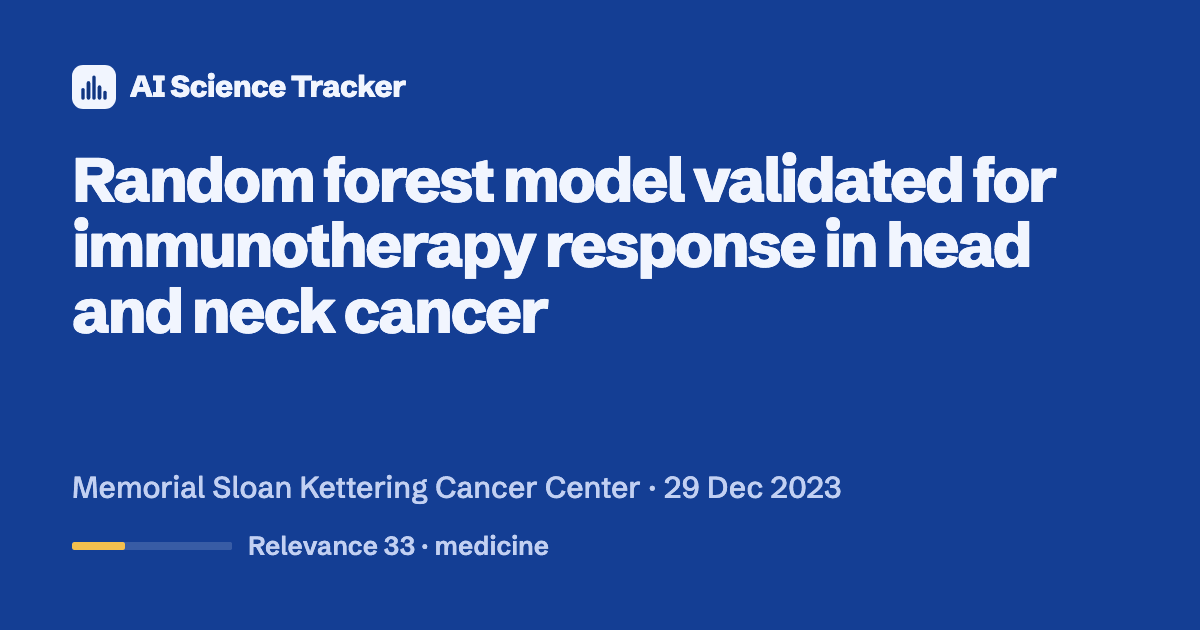 AI Science Tracker
Random forest model validated for
immunotherapy response in head
and neck cancer
Memorial Sloan Kettering Cancer Center · 29 Dec 2023
Relevance 33 · medicine